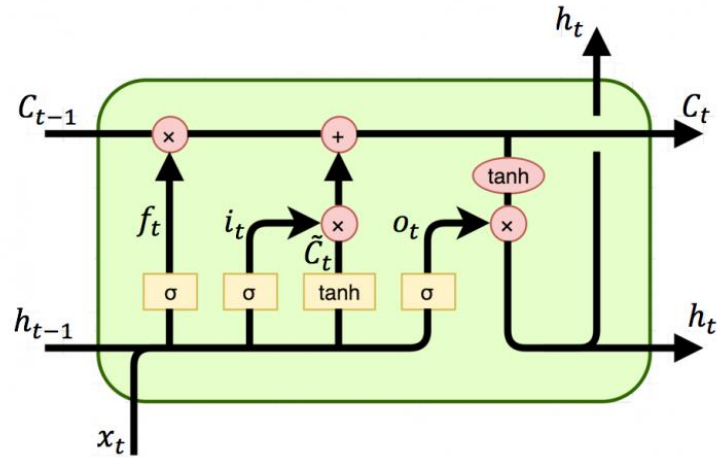 h_t
C_{t-1} × + C_t
tanh
f_t i_t × o_t ×
C̃_t
σ σ tanh σ
h_{t-1} h_t
x_t